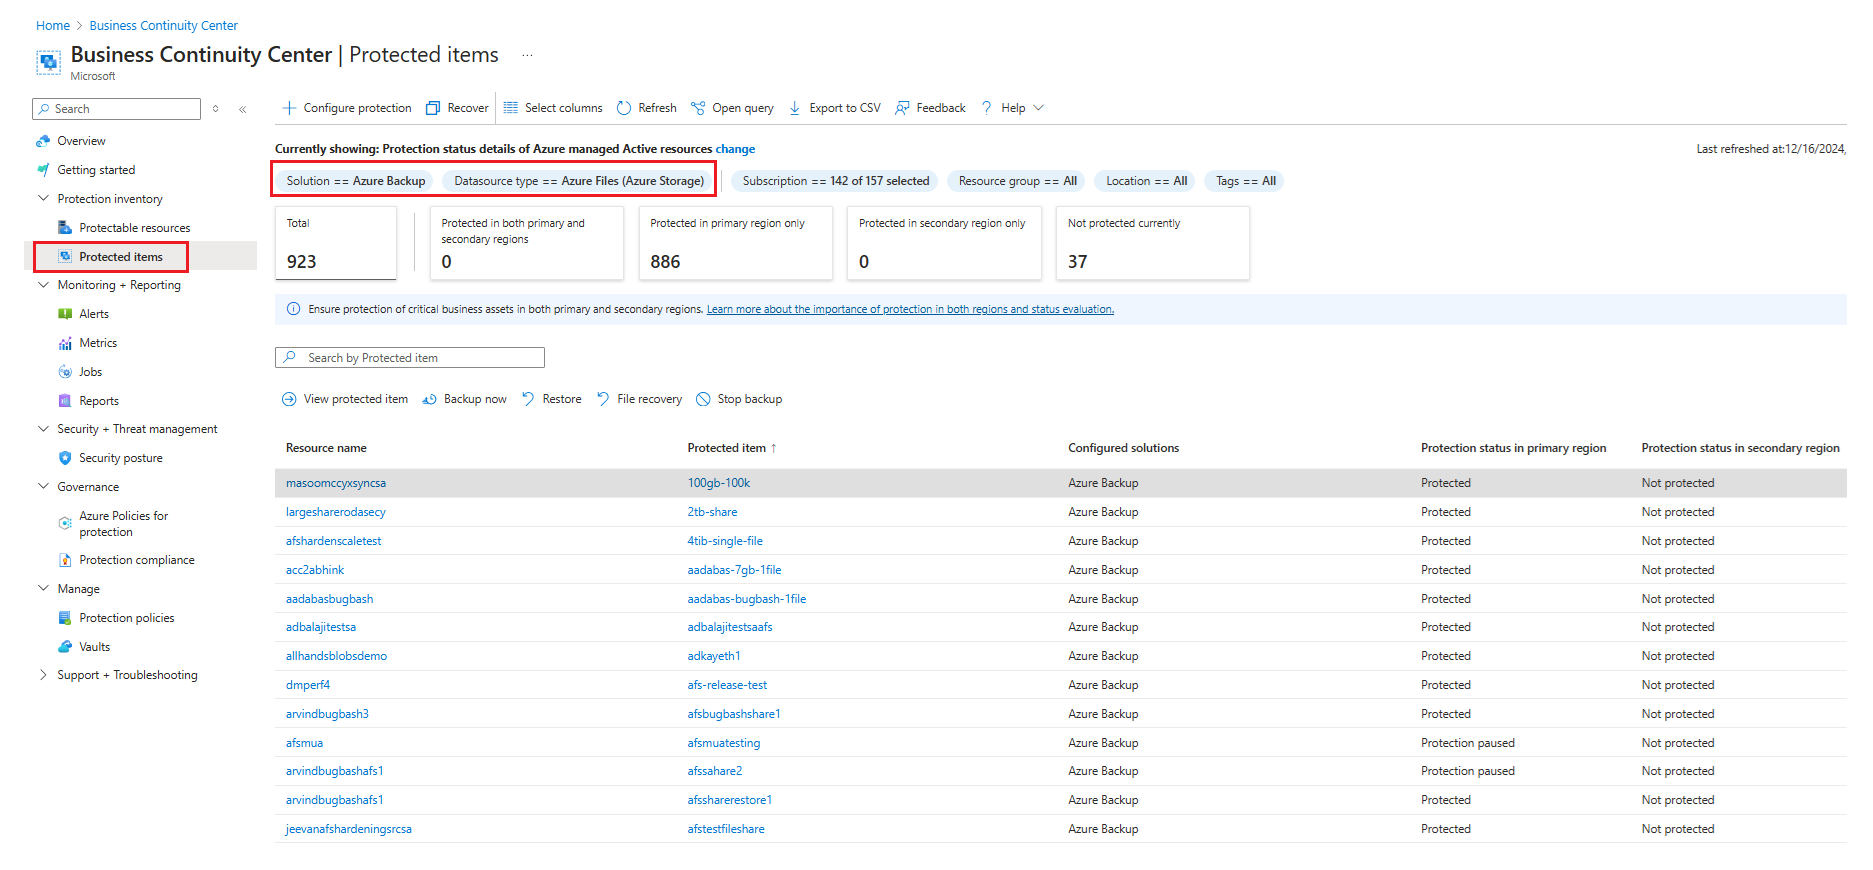 Home > Business Continuity Center
Business Continuity Center | Protected items ...
Microsoft
Search
Overview
Getting started
Protection inventory
Protectable resources
Protected items
Monitoring + Reporting
Alerts
Metrics
Jobs
Reports
Security + Threat management
Security posture
Governance
Azure Policies for
protection
Protection compliance
Manage
Protection policies
Vaults
Support + Troubleshooting
Configure protection Recover Select columns Refresh Open query Export to CSV Feedback Help
Currently showing: Protection status details of Azure managed Active resources change
Last refreshed at:12/16/2024,
Solution == Azure Backup Datasource type == Azure Files (Azure Storage) Subscription == 142 of 157 selected Resource group == All Location == All Tags == All
Total
923
Protected in both primary and
secondary regions
0
Protected in primary region only
886
Protected in secondary region only
0
Not protected currently
37
Ensure protection of critical business assets in both primary and secondary regions. Learn more about the importance of protection in both regions and status evaluation.
Search by Protected item
View protected item Backup now Restore File recovery Stop backup
Resource name Protected item ↑ Configured solutions Protection status in primary region Protection status in secondary region
masoomccyxsyncsa 100gb-100k Azure Backup Protected Not protected
largesharerodasecy 2tb-share Azure Backup Protected Not protected
afshardenscaletest 4tib-single-file Azure Backup Protected Not protected
acc2abhink aadabas-7gb-1file Azure Backup Protected Not protected
aadabasbugbash aadabas-bugbash-1file Azure Backup Protected Not protected
adbalajitestsa adbalajitestsaafs Azure Backup Protected Not protected
allhandsblobsdemo adkayeth1 Azure Backup Protected Not protected
dmperf4 afs-release-test Azure Backup Protected Not protected
arvindbugbash3 afsbugbashshare1 Azure Backup Protected Not protected
afsmua afsmuatesting Azure Backup Protection paused Not protected
arvindbugbashafs1 afssahare2 Azure Backup Protection paused Not protected
arvindbugbashafs1 afssharerestore1 Azure Backup Protected Not protected
jeevanafshardeningsrcsa afstestfileshare Azure Backup Protected Not protected